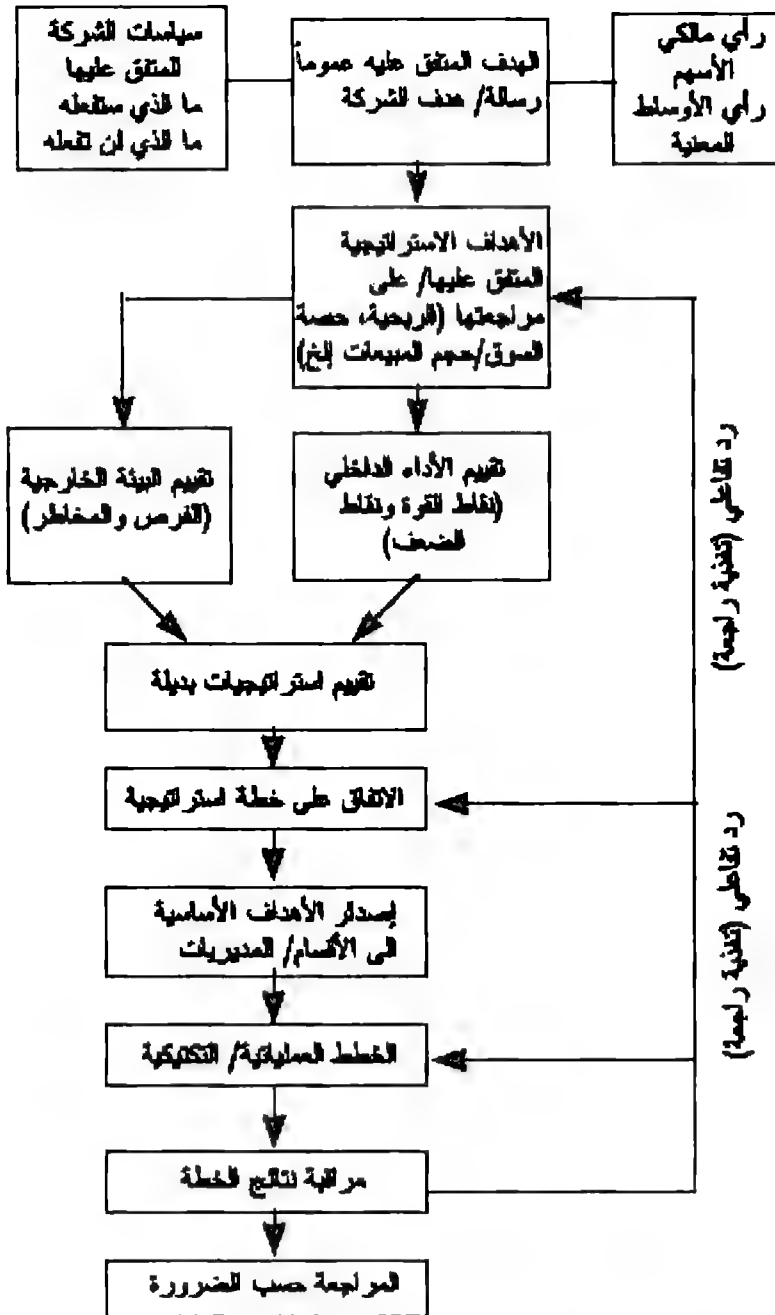 رأي مالكي
الأسهم
رأي الأوساط
المعنية
الهدف المتفق عليه عموماً
رسالة/ هدف الشركة
سياسات الشركة
المتفق عليها
ما الذي ستفعله
ما الذي لن تفعله
الأهداف الاستراتيجية
المتفق عليها/ على
مراجعتها (الربحية، حصة
السوق/حجم المبيعات إلخ)
تقييم الأداء الداخلي
(نقاط القوة ونقاط
الضعف)
تقييم البيئة الخارجية
(الفرص والمخاطر)
تقييم استراتيجيات بديلة
الاتفاق على خطة استراتيجية
إصدار الأهداف الأساسية
الى الأقسام/ المديريات
الخطط العملياتية/ التكتيكية
مراقبة نتائج الخطة
المراجعة حسب الضرورة
رد تفاعلي (تغذية راجعة)
رد تفاعلي (تغذية راجعة)